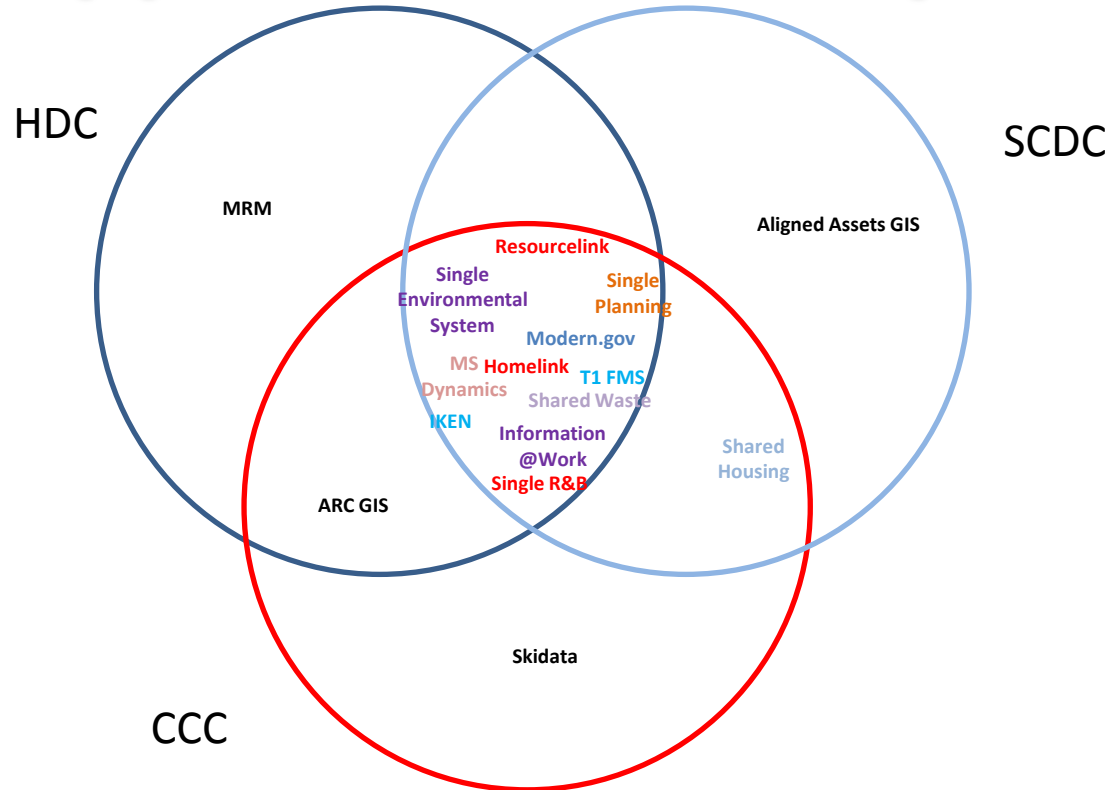 HDC
SCDC
MRM
Aligned Assets GIS
Resourcelink
Single
Environmental
System
Single
Planning
Modern.gov
MS
Dynamics
Homelink
T1 FMS
Shared Waste
IKEN
Information
@Work
Shared
Housing
Single R&B
ARC GIS
Skidata
CCC